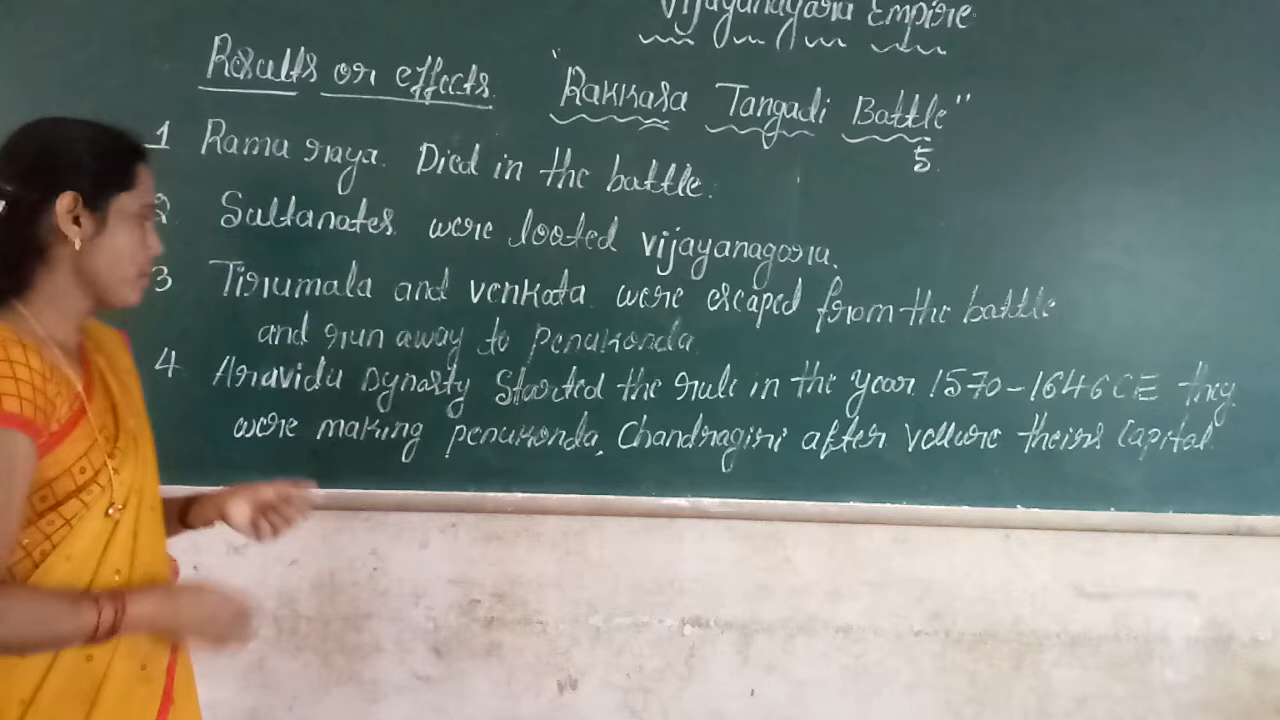 Vijayanagara Empire
Results or effects. "Rakkasa Tangadi Battle"
5
1 Rama raya. Died in the battle.
2 Sultanates were looted vijayanagara.
3 Tirumala and venkata were escaped from the battle
and run away to penukonda
4 Aravidu Dynasty Started the rule in the year 1570-1646 CE they
were making penukonda, Chandragiri after Vellure theirs Capital